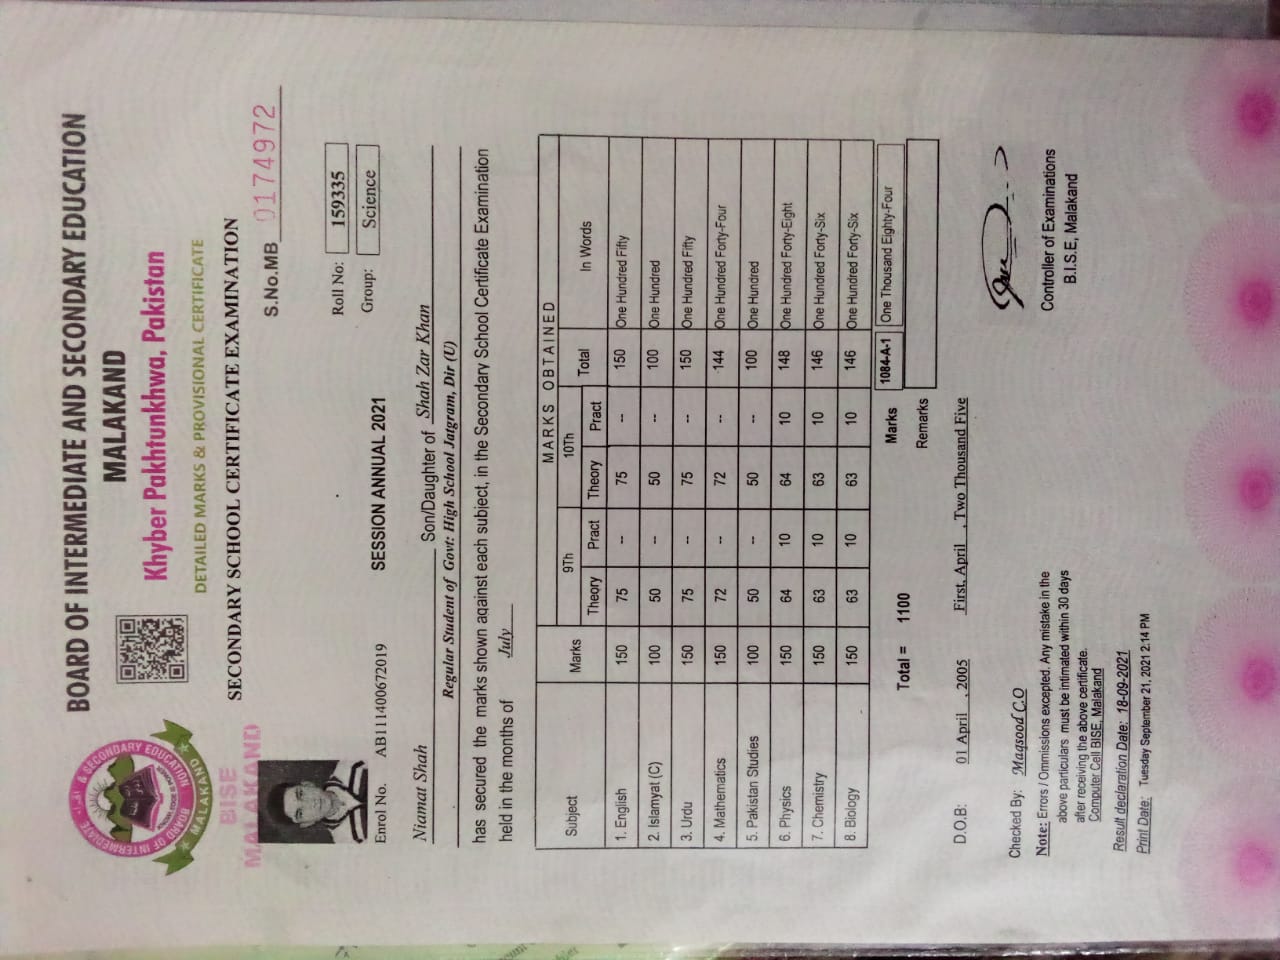 BOARD OF INTERMEDIATE AND SECONDARY EDUCATION
MALAKAND
Khyber Pakhtunkhwa, Pakistan
DETAILED MARKS & PROVISIONAL CERTIFICATE
SECONDARY SCHOOL CERTIFICATE EXAMINATION
BISE
MALAKAND
S.No.MB 0174972
Roll No: 159335
Group: Science
Enrol No. AB111400672019 SESSION ANNUAL 2021
Niamat Shah Son/Daughter of Shah Zar Khan
Regular Student of Govt: High School Jatgram, Dir (U)
has secured the marks shown against each subject, in the Secondary School Certificate Examination
held in the months of July
MARKS OBTAINED
Subject Marks 9Th 10Th Total In Words
Theory Pract Theory Pract
1. English 150 75 -- 75 -- 150 One Hundred Fifty
2. Islamyat (C) 100 50 -- 50 -- 100 One Hundred
3. Urdu 150 75 -- 75 -- 150 One Hundred Fifty
4. Mathematics 150 72 -- 72 -- 144 One Hundred Forty-Four
5. Pakistan Studies 100 50 -- 50 -- 100 One Hundred
6. Physics 150 64 10 64 10 148 One Hundred Forty-Eight
7. Chemistry 150 63 10 63 10 146 One Hundred Forty-Six
8. Biology 150 63 10 63 10 146 One Hundred Forty-Six
Total = 1100 Marks 1084-A-1 One Thousand Eighty-Four
Remarks
D.O.B: 01 April , 2005 First, April , Two Thousand Five
Checked By: Maqsood C.O
Note: Errors / Ommissions excepted. Any mistake in the
above particulars must be intimated within 30 days
after receiving the above certificate.
Computer Cell BISE, Malakand
Result declaration Date: 18-09-2021
Print Date: Tuesday September 21, 2021 2:14 PM
Controller of Examinations
B.I.S.E, Malakand